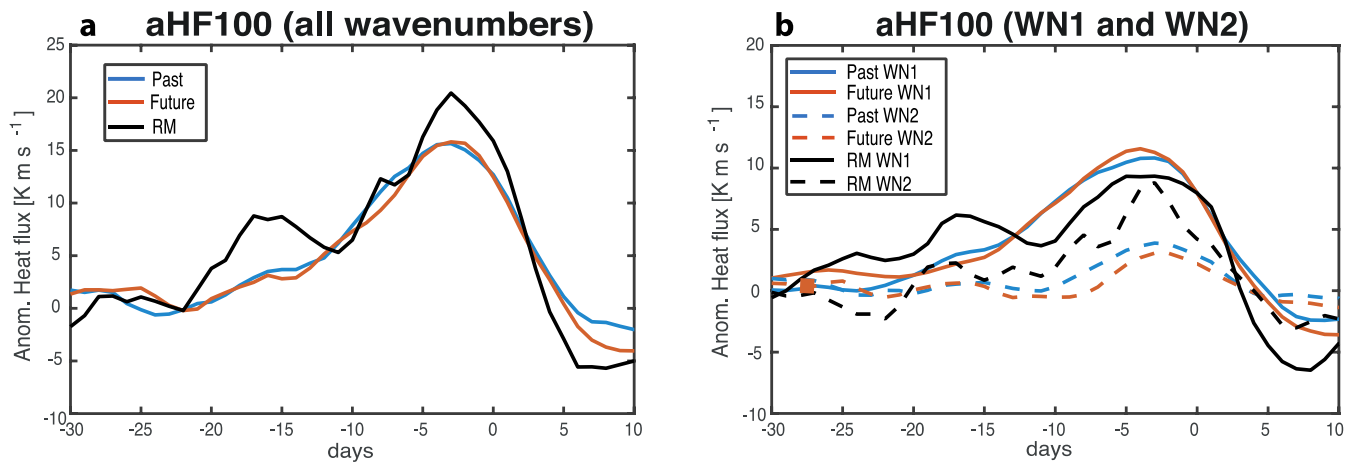 a aHF100 (all wavenumbers)
25
20
15
10
5
0
-5
-10
Anom. Heat flux [K m s -1 ]
Past
Future
RM
-30 -25 -20 -15 -10 -5 0 5 10
days
b aHF100 (WN1 and WN2)
20
15
10
5
0
-5
-10
Anom. Heat flux [K m s -1 ]
Past WN1
Future WN1
Past WN2
Future WN2
RM WN1
RM WN2
-30 -25 -20 -15 -10 -5 0 5 10
days